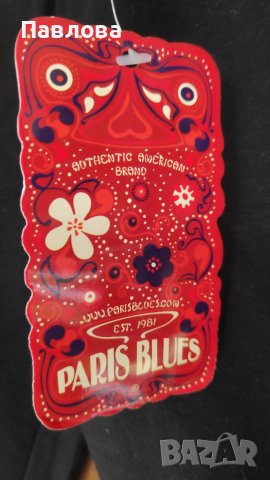 Павлова
AUTHENTIC AMERICAN
BRAND
WWW.PARISBLUES.COM
EST. 1981
PARIS BLUES
BAZAR